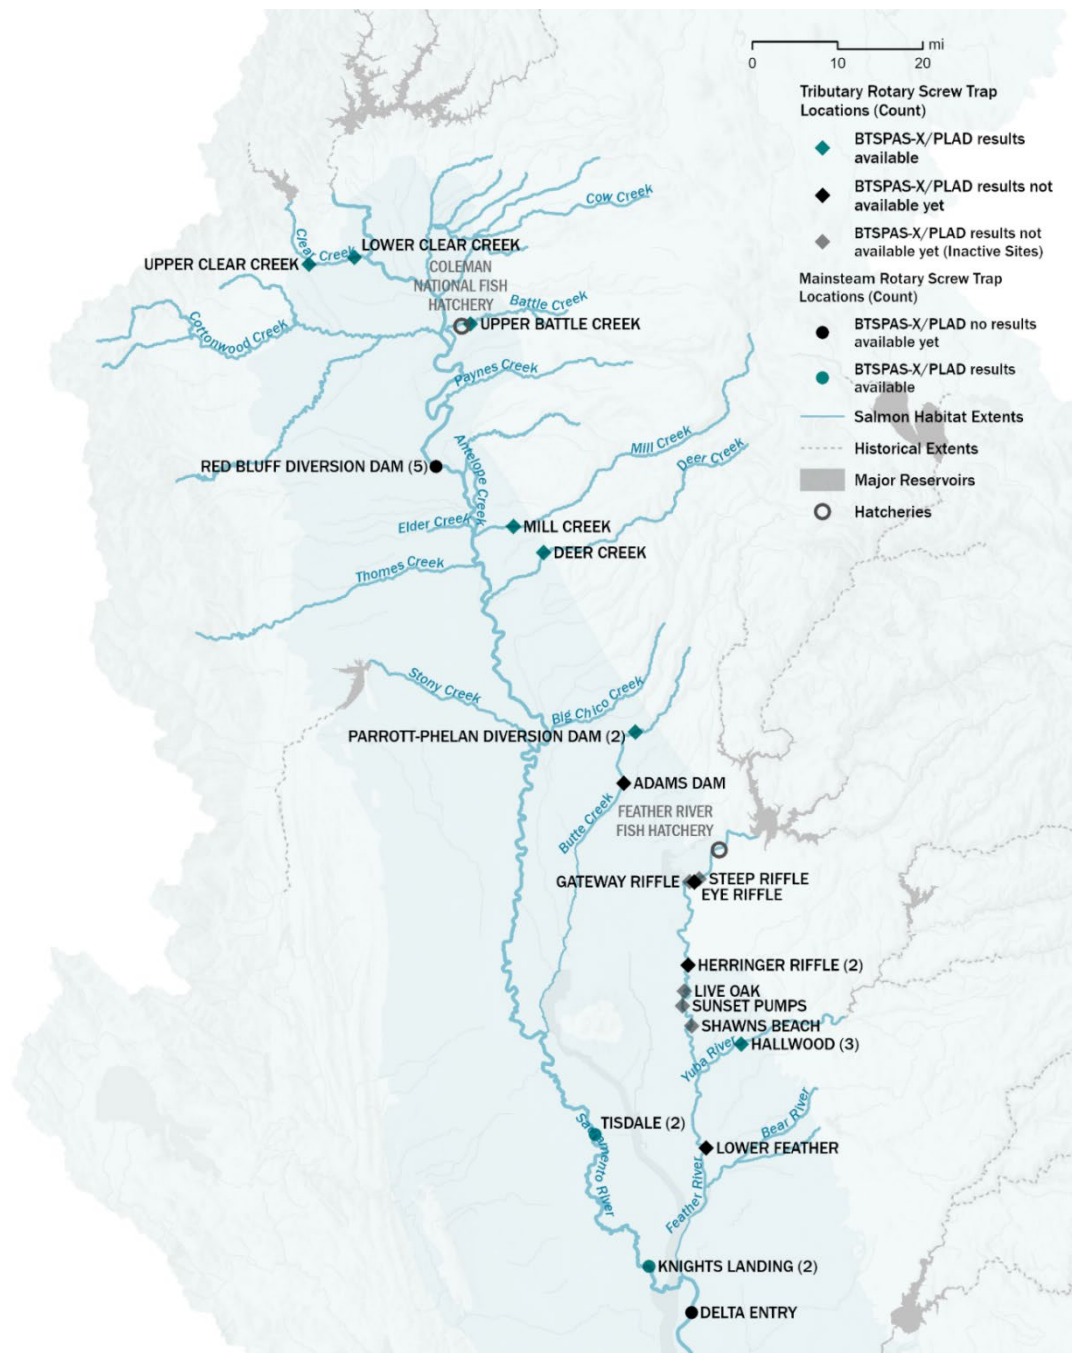 mi
0 10 20
Tributary Rotary Screw Trap
Locations (Count)
BTSPAS-X/PLAD results
available
BTSPAS-X/PLAD results not
available yet
BTSPAS-X/PLAD results not
available yet (Inactive Sites)
Mainsteam Rotary Screw Trap
Locations (Count)
BTSPAS-X/PLAD no results
available yet
BTSPAS-X/PLAD results
available
Salmon Habitat Extents
Historical Extents
Major Reservoirs
Hatcheries
Cow Creek
Clear Creek
LOWER CLEAR CREEK
UPPER CLEAR CREEK
COLEMAN
NATIONAL FISH
HATCHERY
Battle Creek
UPPER BATTLE CREEK
Cottonwood Creek
Paynes Creek
Antelope Creek
RED BLUFF DIVERSION DAM (5)
Mill Creek
Deer Creek
Elder Creek
MILL CREEK
DEER CREEK
Thomes Creek
Stony Creek
Big Chico Creek
PARROTT-PHELAN DIVERSION DAM (2)
ADAMS DAM
Butte Creek
FEATHER RIVER
FISH HATCHERY
GATEWAY RIFFLE
STEEP RIFFLE
EYE RIFFLE
HERRINGER RIFFLE (2)
LIVE OAK
SUNSET PUMPS
SHAWNS BEACH
Yuba River
HALLWOOD (3)
Bear River
TISDALE (2)
Sacramento River
LOWER FEATHER
Feather River
KNIGHTS LANDING (2)
DELTA ENTRY